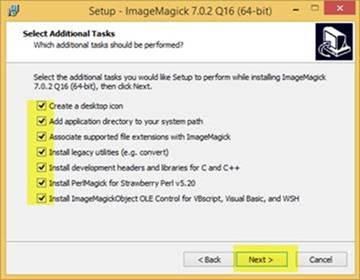 Setup - ImageMagick 7.0.2 Q16 (64-bit)
Select Additional Tasks
Which additional tasks should be performed?
Select the additional tasks you would like Setup to perform while installing ImageMagick
7.0.2 Q16 (64-bit), then click Next.
Create a desktop icon
Add application directory to your system path
Associate supported file extensions with ImageMagick
Install legacy utilities (e.g. convert)
Install development headers and libraries for C and C++
Install PerlMagick for Strawberry Perl v5.20
Install ImageMagickObject OLE Control for VBscript, Visual Basic, and WSH
< Back
Next >
Cancel